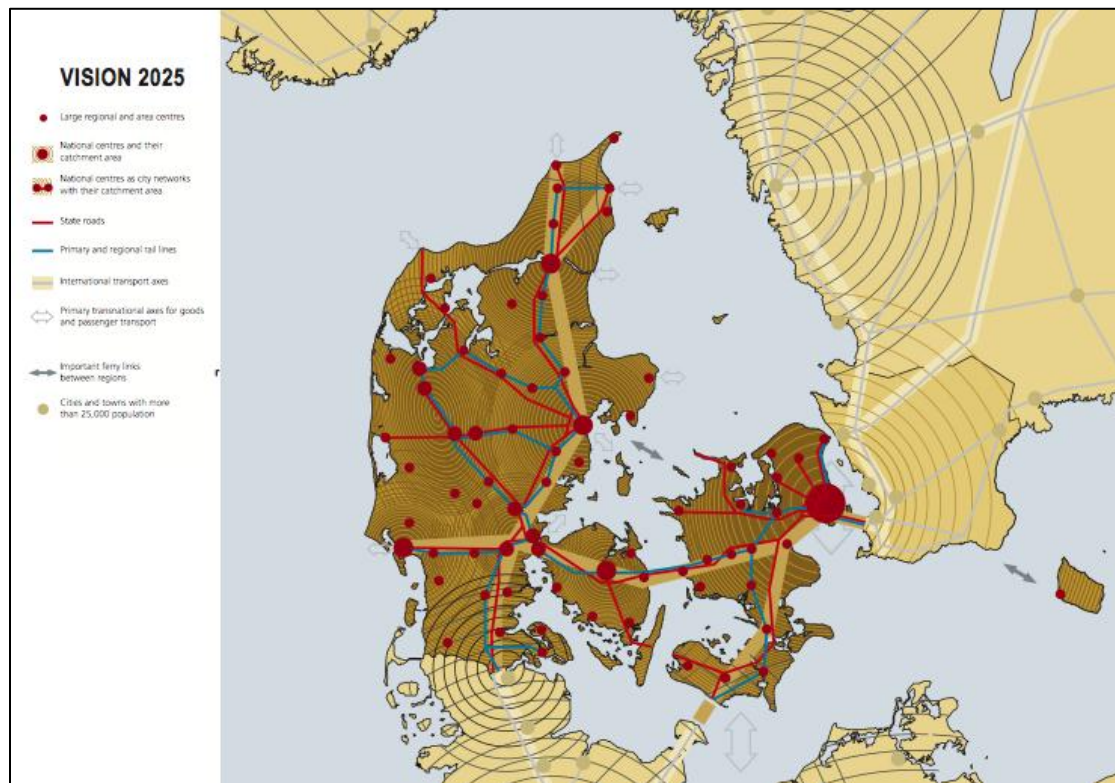 VISION 2025
Large regional and area centres
National centres and their
catchment area
National centres as city networks
with their catchment area
State roads
Primary and regional rail lines
International transport axes
Primary transnational axes for goods
and passenger transport
Important ferry links
between regions
Cities and towns with more
than 25,000 population